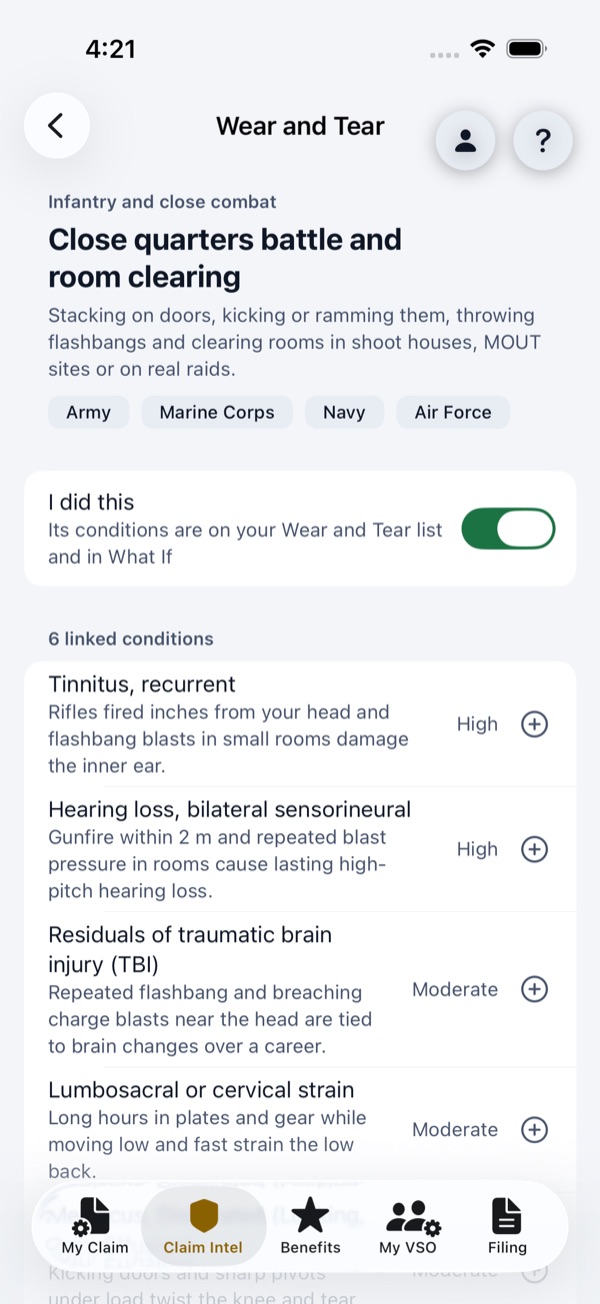 4:21
Wear and Tear
?
Infantry and close combat
Close quarters battle and
room clearing
Stacking on doors, kicking or ramming them, throwing
flashbangs and clearing rooms in shoot houses, MOUT
sites or on real raids.
Army
Marine Corps
Navy
Air Force
I did this
Its conditions are on your Wear and Tear list
and in What If
6 linked conditions
Tinnitus, recurrent
Rifles fired inches from your head and
flashbang blasts in small rooms damage
the inner ear.
High
Hearing loss, bilateral sensorineural
Gunfire within 2 m and repeated blast
pressure in rooms cause lasting high-
pitch hearing loss.
High
Residuals of traumatic brain
injury (TBI)
Repeated flashbang and breaching
charge blasts near the head are tied
to brain changes over a career.
Moderate
Lumbosacral or cervical strain
Long hours in plates and gear while
moving low and fast strain the low
back.
Moderate
My Claim
Claim Intel
Benefits
My VSO
Filing
Kicking doors and sharp pivots
Moderate
under load twist the knee and tear